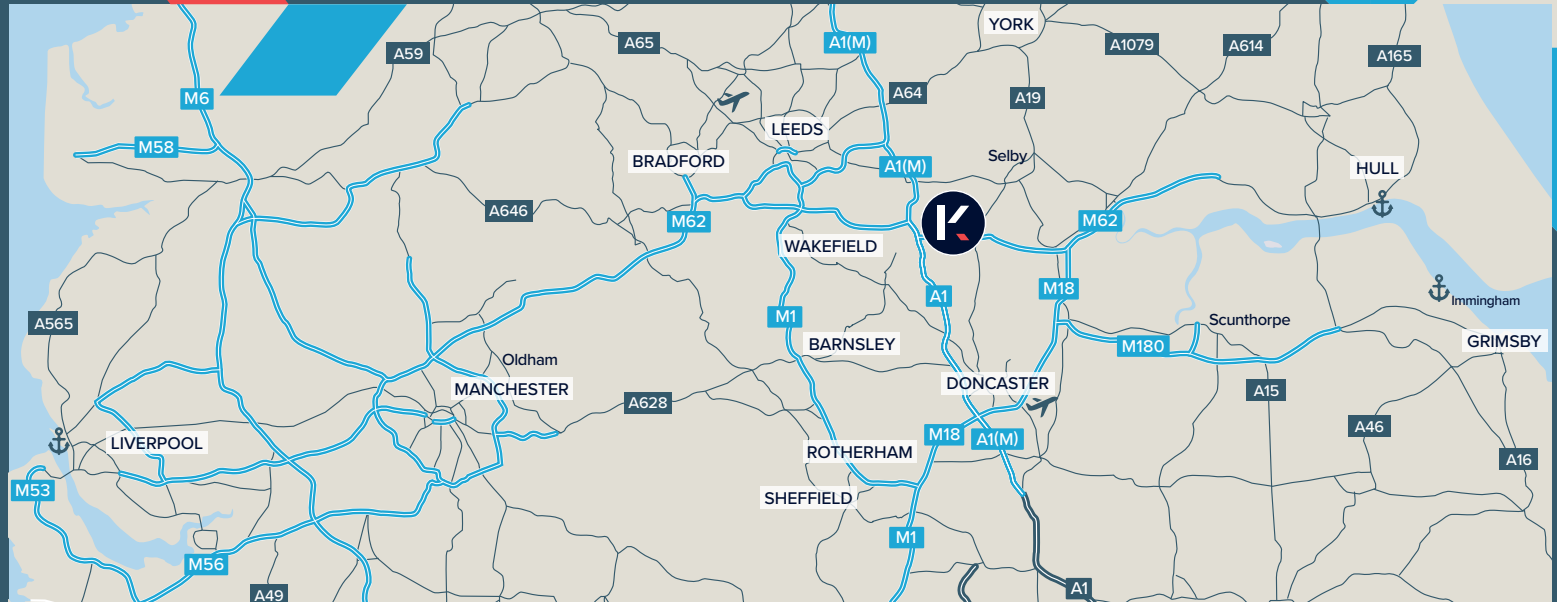 YORK
A1(M)
A65
A1079
A614
A59
A165
A64
M6
A19
LEEDS
M58
Selby
BRADFORD
A1(M)
HULL
A646
M62
M62
K
WAKEFIELD
M18
A1
Immingham
M1
A565
Scunthorpe
GRIMSBY
BARNSLEY
M180
Oldham
DONCASTER
MANCHESTER
A15
A628
A46
M18
A1(M)
LIVERPOOL
ROTHERHAM
A16
M53
SHEFFIELD
M1
M56
A1
A49